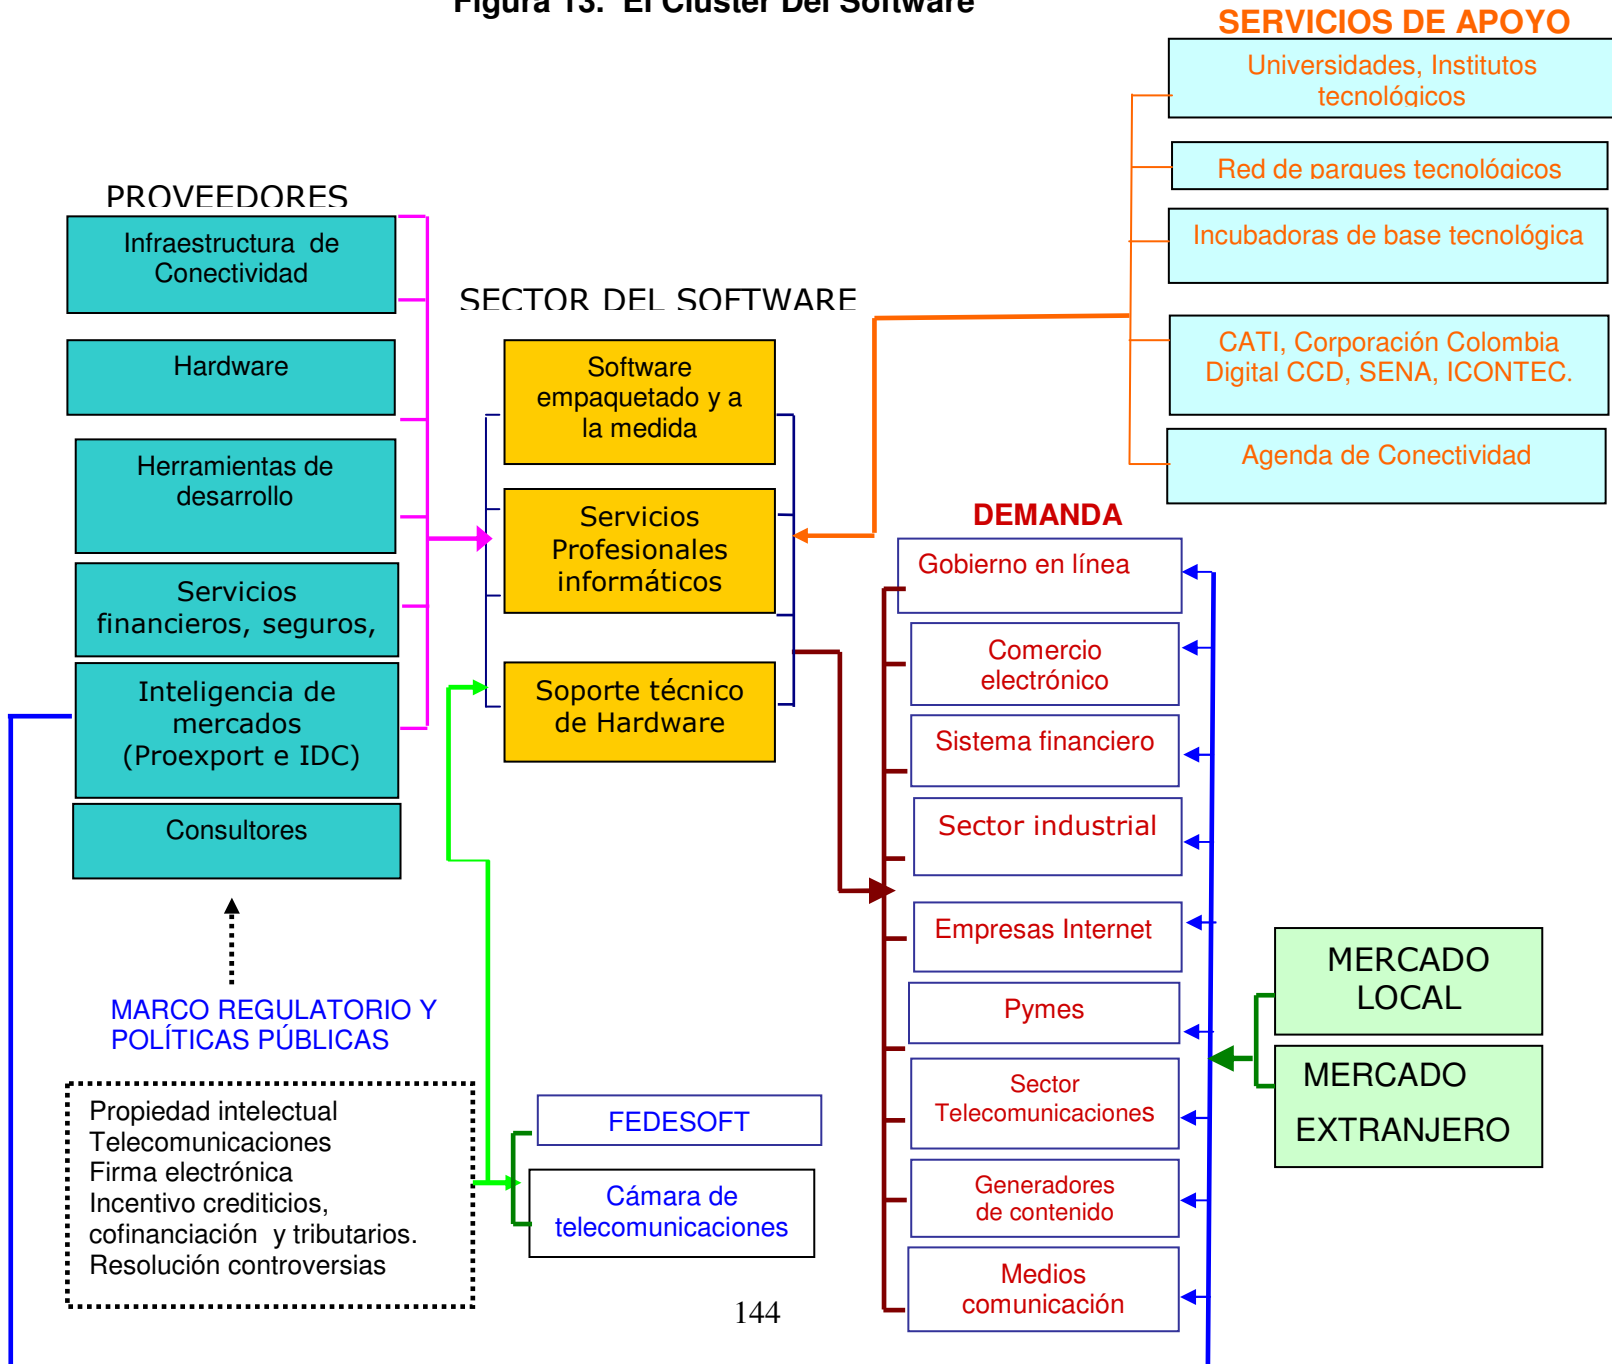 Figura 13. El Cluster Del Software
SERVICIOS DE APOYO
Universidades, Institutos
tecnológicos
Red de parques tecnológicos
Incubadoras de base tecnológica
CATI, Corporación Colombia
Digital CCD, SENA, ICONTEC.
Agenda de Conectividad
PROVEEDORES
Infraestructura de
Conectividad
Hardware
Herramientas de
desarrollo
Servicios
financieros, seguros,
Inteligencia de
mercados
(Proexport e IDC)
Consultores
SECTOR DEL SOFTWARE
Software
empaquetado y a
la medida
Servicios
Profesionales
informáticos
Soporte técnico
de Hardware
DEMANDA
Gobierno en línea
Comercio
electrónico
Sistema financiero
Sector industrial
Empresas Internet
Pymes
Sector
Telecomunicaciones
Generadores
de contenido
Medios
comunicación
MERCADO
LOCAL
MERCADO
EXTRANJERO
MARCO REGULATORIO Y
POLÍTICAS PÚBLICAS
Propiedad intelectual
Telecomunicaciones
Firma electrónica
Incentivo crediticios,
cofinanciación y tributarios.
Resolución controversias
FEDESOFT
Cámara de
telecomunicaciones
144